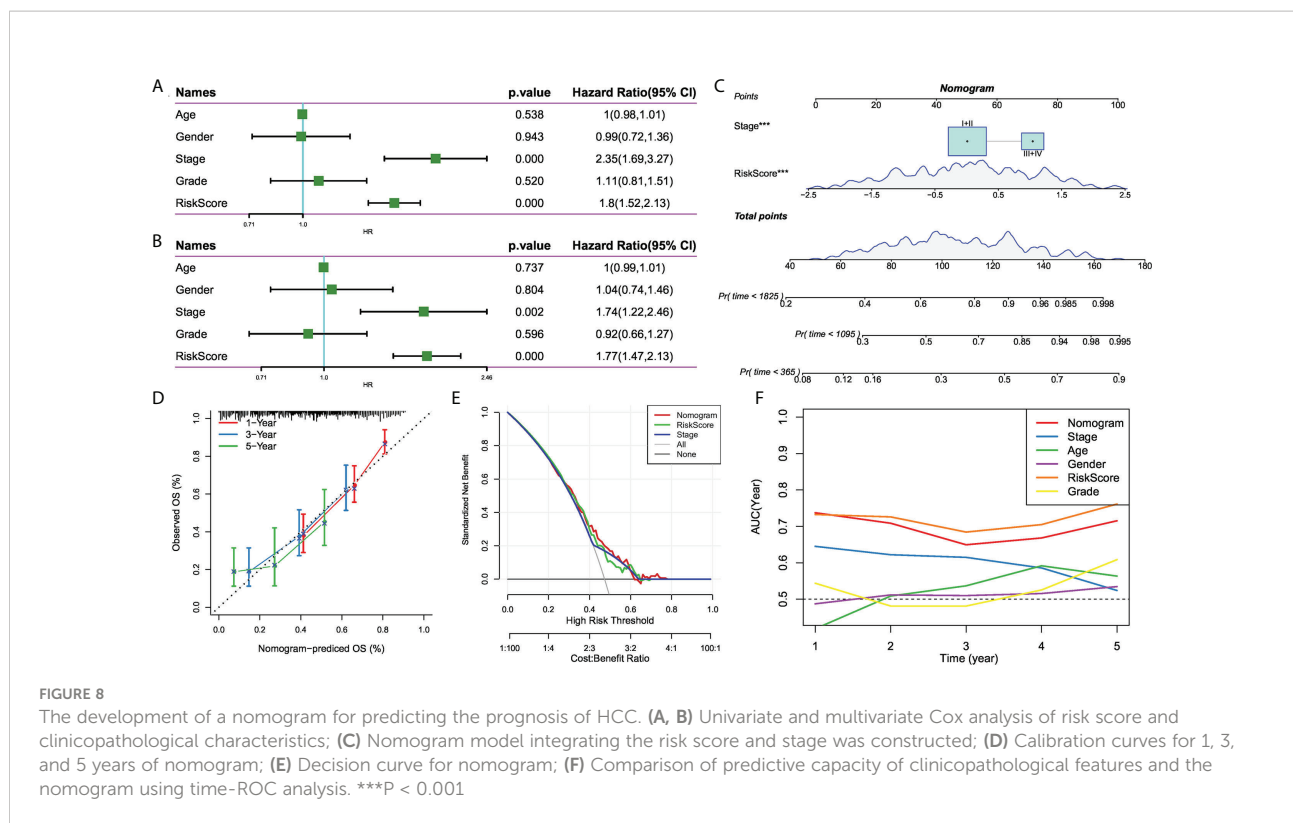 A
Names p.value Hazard Ratio(95% CI)
Age 0.538 1(0.98,1.01)
Gender 0.943 0.99(0.72,1.36)
Stage 0.000 2.35(1.69,3.27)
Grade 0.520 1.11(0.81,1.51)
RiskScore 0.000 1.8(1.52,2.13)
0.71 1.0 2.46
HR
B
Names p.value Hazard Ratio(95% CI)
Age 0.737 1(0.99,1.01)
Gender 0.804 1.04(0.74,1.46)
Stage 0.002 1.74(1.22,2.46)
Grade 0.596 0.92(0.66,1.27)
RiskScore 0.000 1.77(1.47,2.13)
0.71 1.0 2.46
HR
C
Nomogram
Points
0 20 40 60 80 100
I+II
Stage***
III+IV
RiskScore***
−2.5 −1.5 −0.5 0.5 1.5 2.5
Total points
40 60 80 100 120 140 160 180
Pr( time < 1825)
0.2 0.4 0.6 0.8 0.9 0.96 0.985 0.998
Pr( time < 1095)
0.3 0.5 0.7 0.85 0.94 0.98 0.995
Pr( time < 365)
0.08 0.12 0.16 0.3 0.5 0.7 0.9
D
1−Year
3−Year
5−Year
Observed OS (%)
1.0
0.8
0.6
0.4
0.2
0.0
0.0 0.2 0.4 0.6 0.8 1.0
Nomogram−prediced OS (%)
E
Nomogram
RiskScore
Stage
All
None
Standardized Net Benefit
1.0
0.8
0.6
0.4
0.2
0.0
0.0 0.2 0.4 0.6 0.8 1.0
High Risk Threshold
1:100 1:4 2:3 3:2 4:1 100:1
Cost:Benefit Ratio
F
Nomogram
Stage
Age
Gender
RiskScore
Grade
AUC(Year)
1.0
0.9
0.8
0.7
0.6
0.5
1 2 3 4 5
Time (year)
FIGURE 8
The development of a nomogram for predicting the prognosis of HCC. (A, B) Univariate and multivariate Cox analysis of risk score and
clinicopathological characteristics; (C) Nomogram model integrating the risk score and stage was constructed; (D) Calibration curves for 1, 3,
and 5 years of nomogram; (E) Decision curve for nomogram; (F) Comparison of predictive capacity of clinicopathological features and the
nomogram using time-ROC analysis. ***P < 0.001